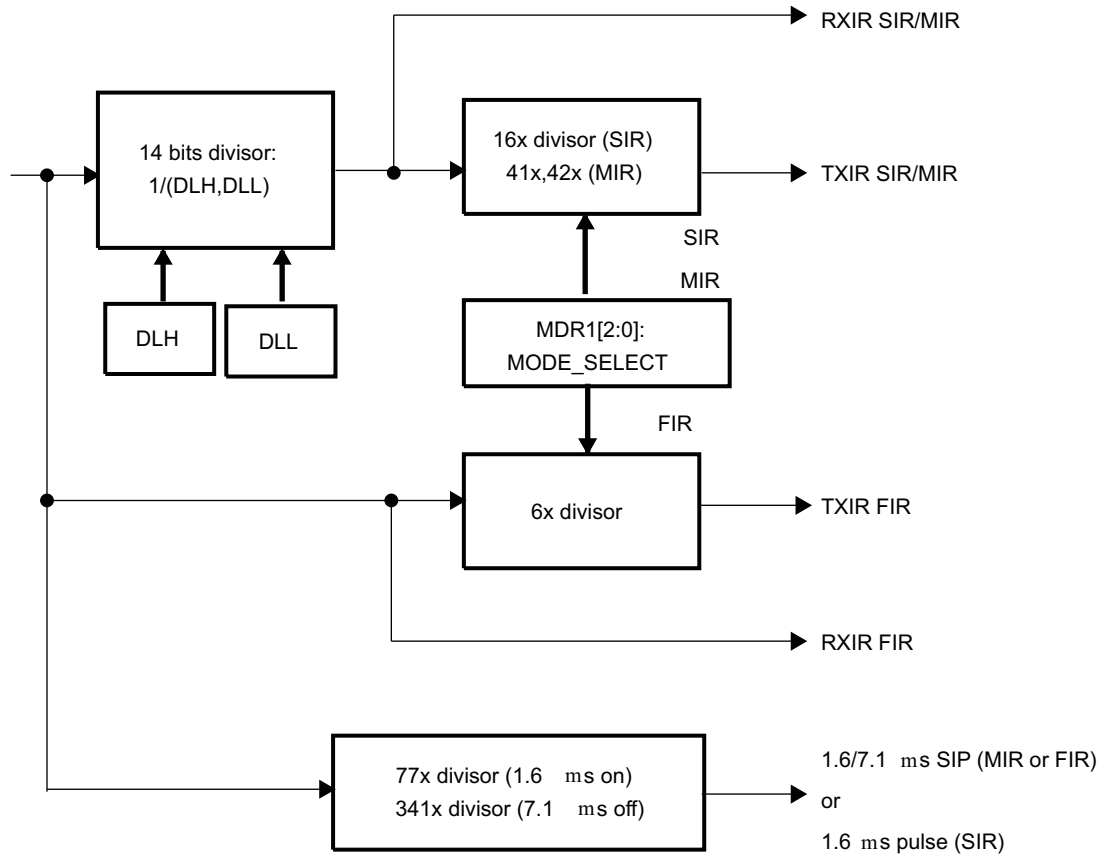 RXIR SIR/MIR
14 bits divisor:
1/(DLH,DLL)
16x divisor (SIR)
41x,42x (MIR)
TXIR SIR/MIR
SIR
MIR
DLH
DLL
MDR1[2:0]:
MODE_SELECT
FIR
6x divisor
TXIR FIR
RXIR FIR
77x divisor (1.6 ms on)
341x divisor (7.1 ms off)
1.6/7.1 ms SIP (MIR or FIR)
or
1.6 ms pulse (SIR)